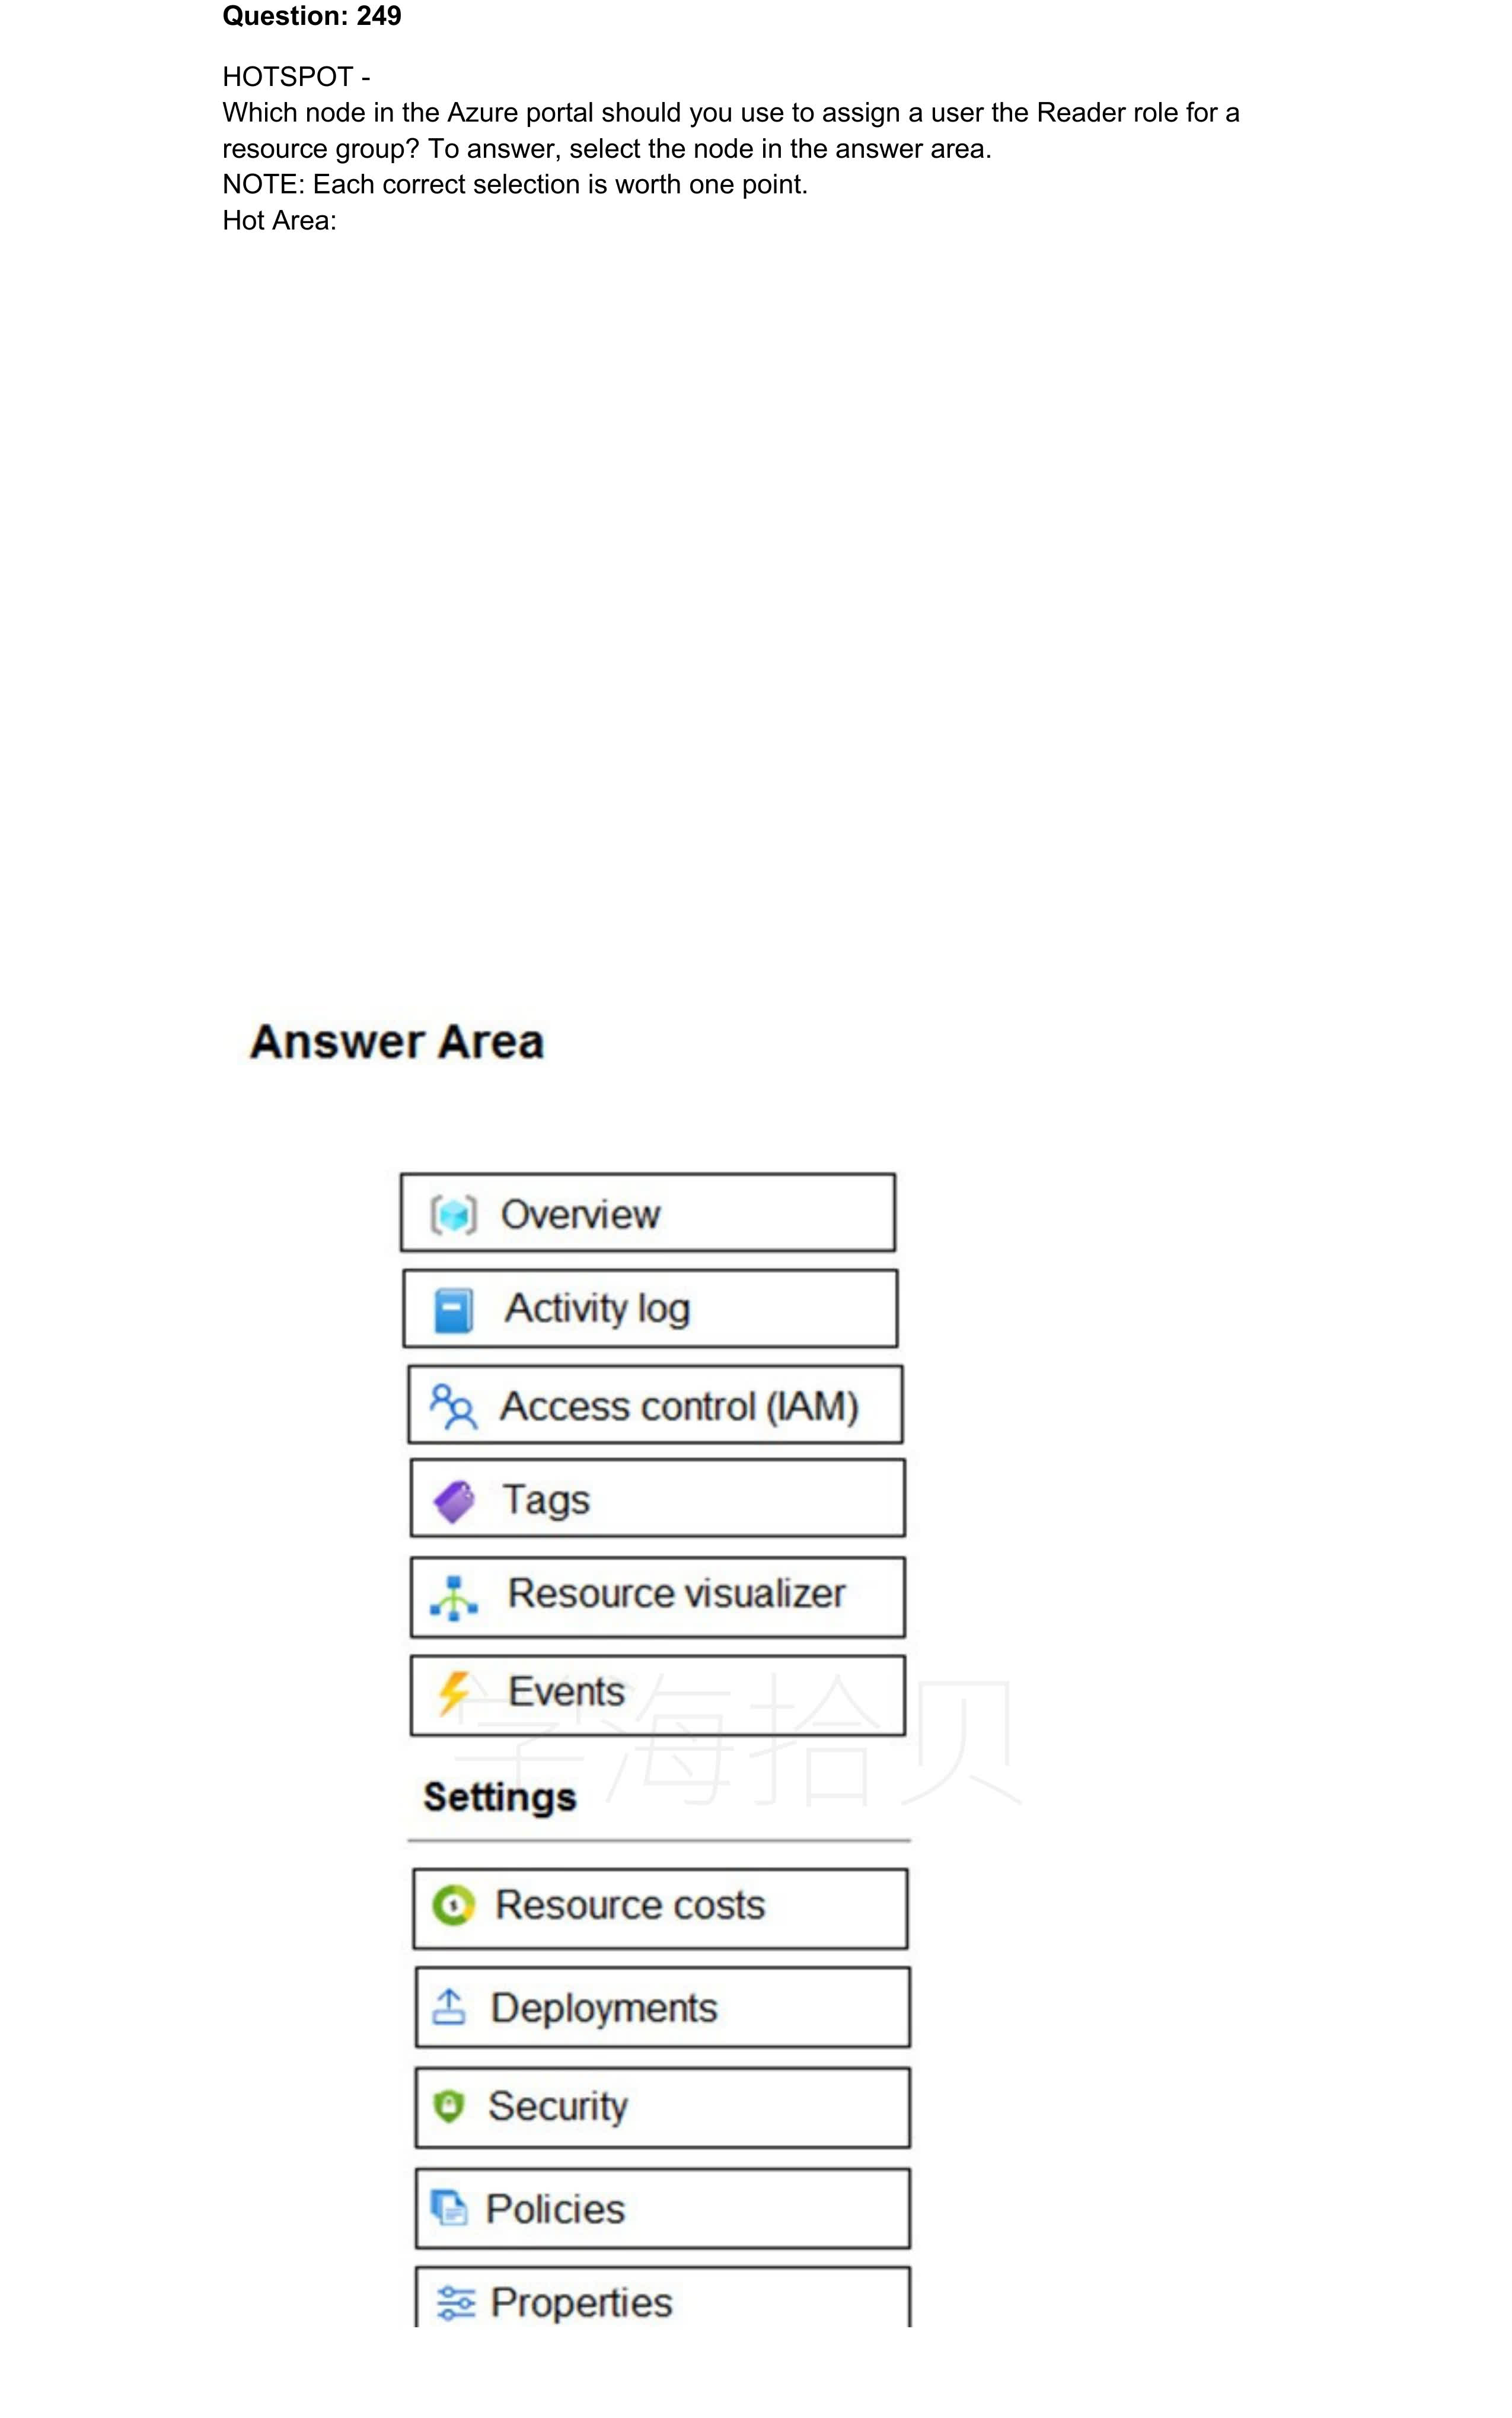 Question: 249
HOTSPOT -
Which node in the Azure portal should you use to assign a user the Reader role for a
resource group? To answer, select the node in the answer area.
NOTE: Each correct selection is worth one point.
Hot Area:
Answer Area
Overview
Activity log
Access control (IAM)
Tags
Resource visualizer
Events
学海拾贝
Settings
Resource costs
Deployments
Security
Policies
Properties